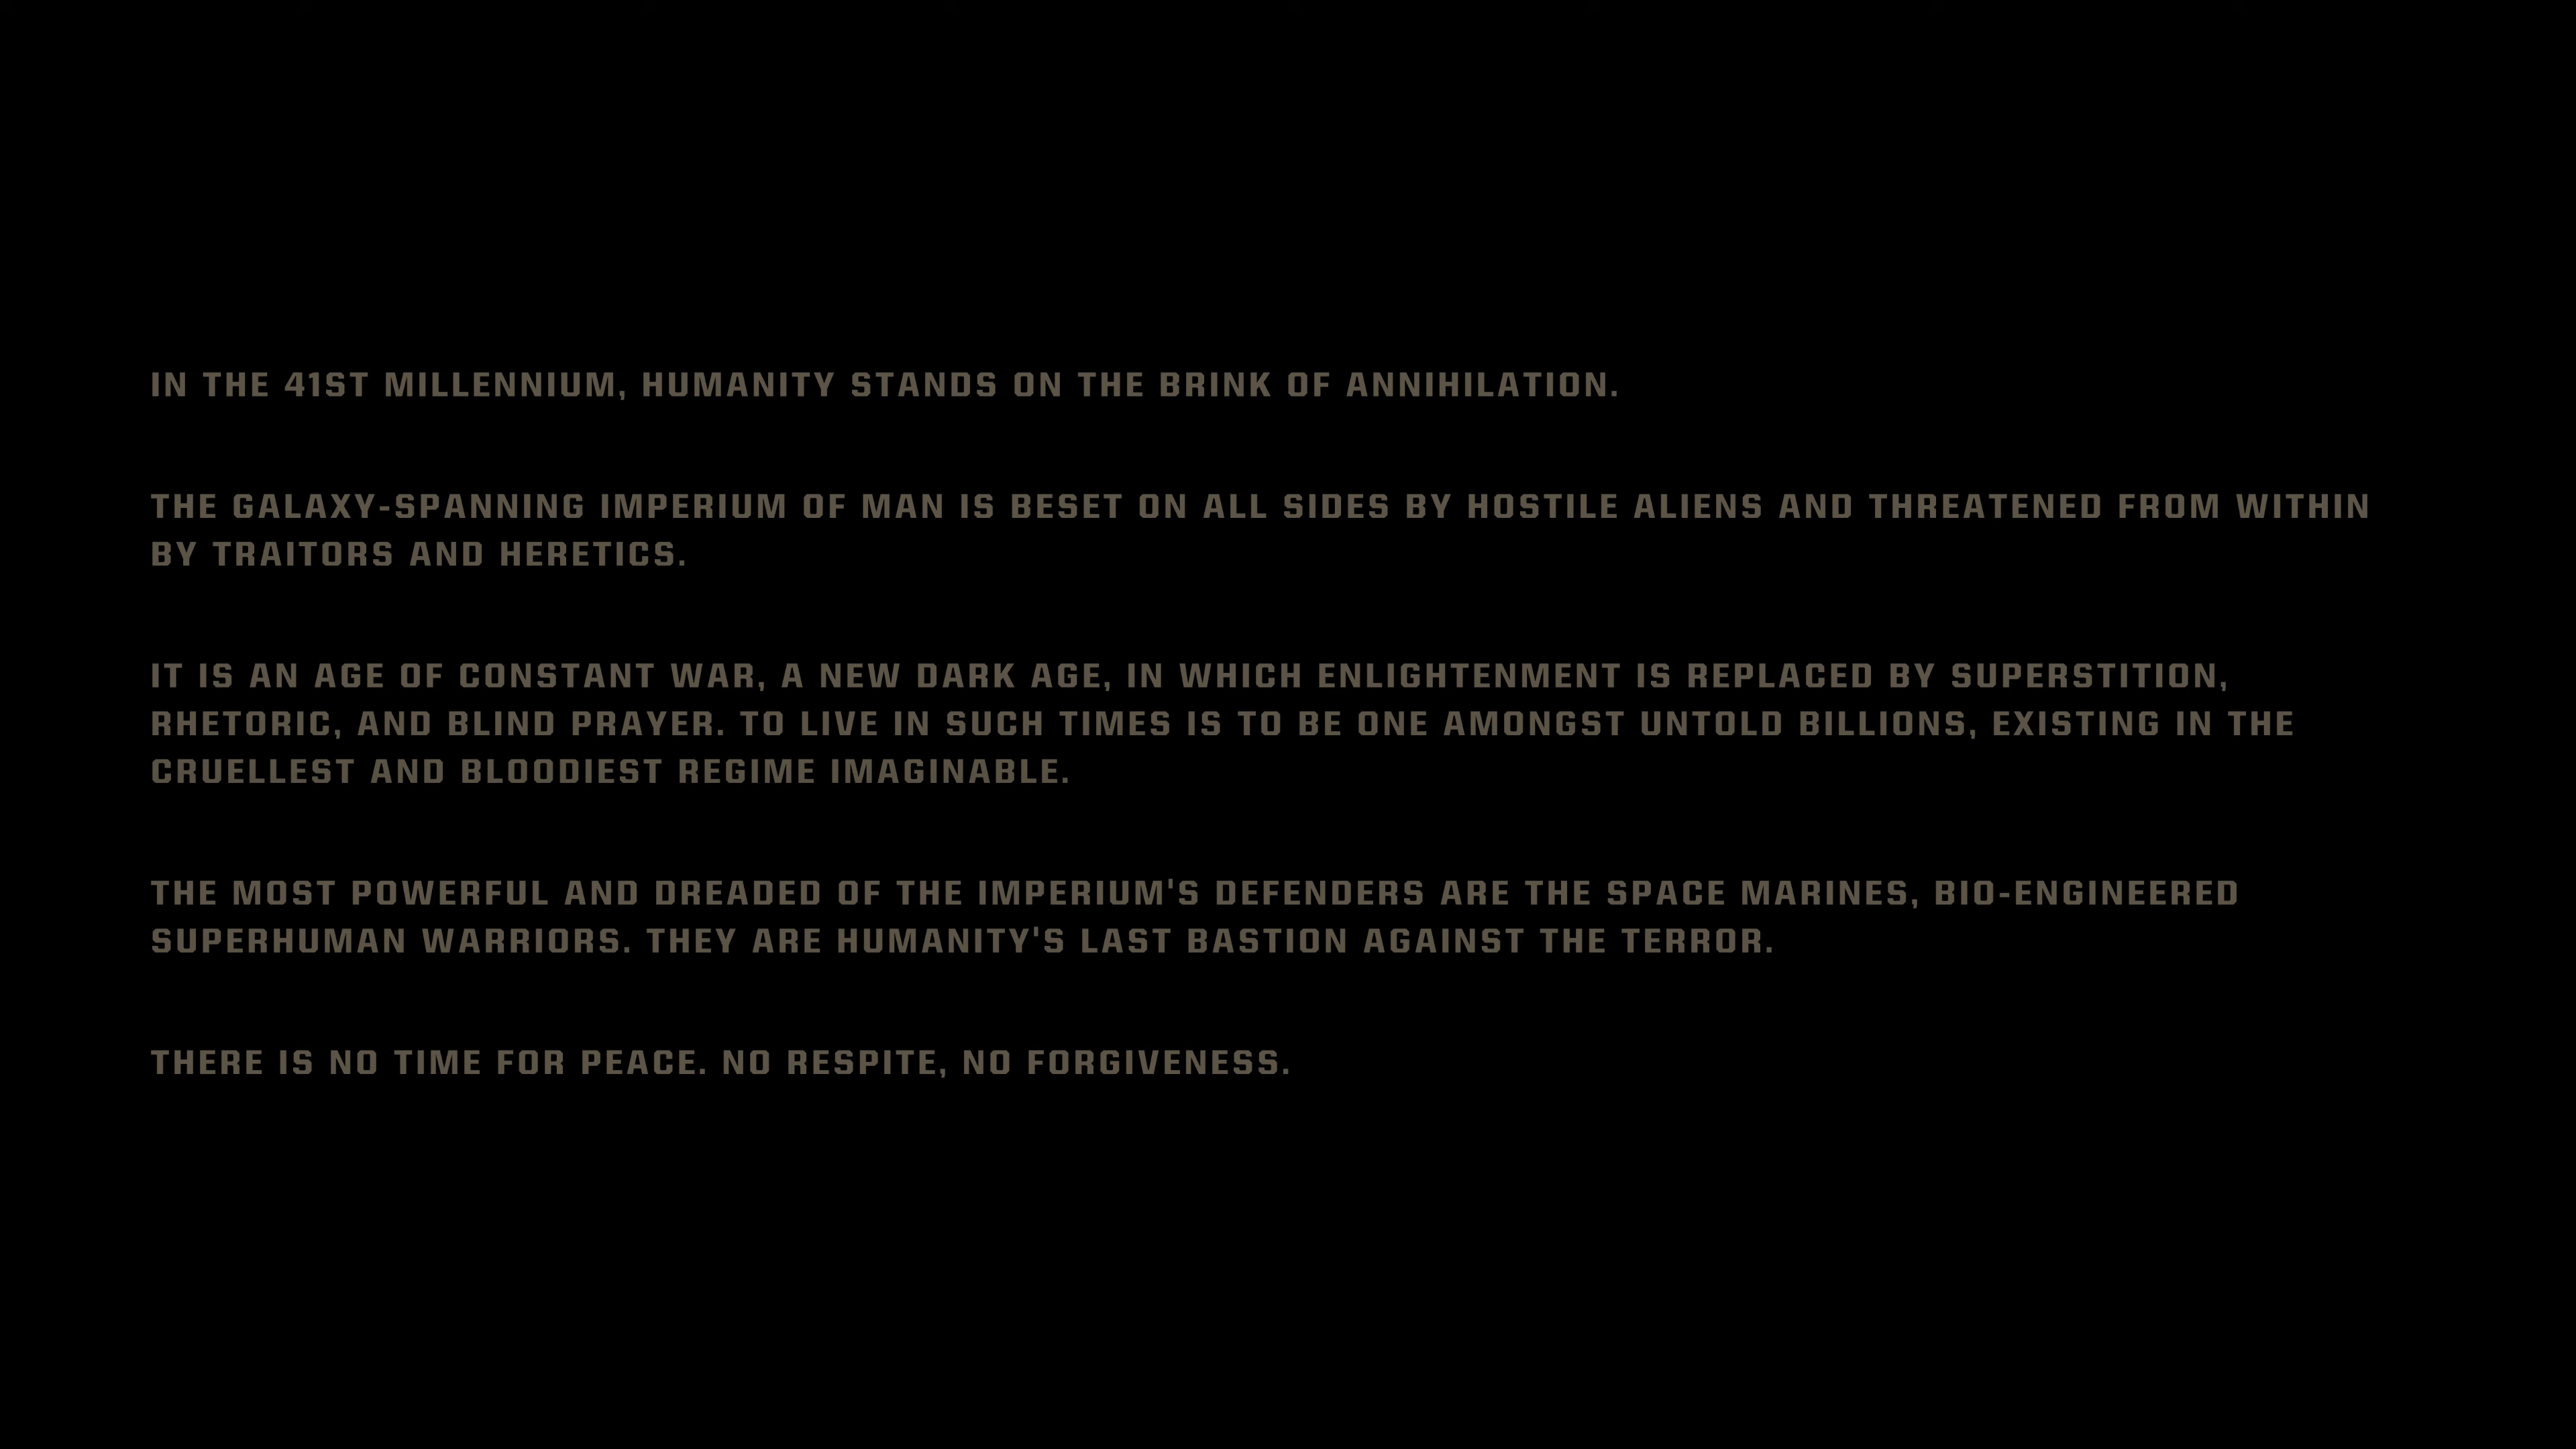 IN THE 41ST MILLENNIUM, HUMANITY STANDS ON THE BRINK OF ANNIHILATION.
THE GALAXY-SPANNING IMPERIUM OF MAN IS BESET ON ALL SIDES BY HOSTILE ALIENS AND THREATENED FROM WITHIN
BY TRAITORS AND HERETICS.
IT IS AN AGE OF CONSTANT WAR, A NEW DARK AGE, IN WHICH ENLIGHTENMENT IS REPLACED BY SUPERSTITION,
RHETORIC, AND BLIND PRAYER. TO LIVE IN SUCH TIMES IS TO BE ONE AMONGST UNTOLD BILLIONS, EXISTING IN THE
CRUELLEST AND BLOODIEST REGIME IMAGINABLE.
THE MOST POWERFUL AND DREADED OF THE IMPERIUM'S DEFENDERS ARE THE SPACE MARINES, BIO-ENGINEERED
SUPERHUMAN WARRIORS. THEY ARE HUMANITY'S LAST BASTION AGAINST THE TERROR.
THERE IS NO TIME FOR PEACE. NO RESPITE, NO FORGIVENESS.